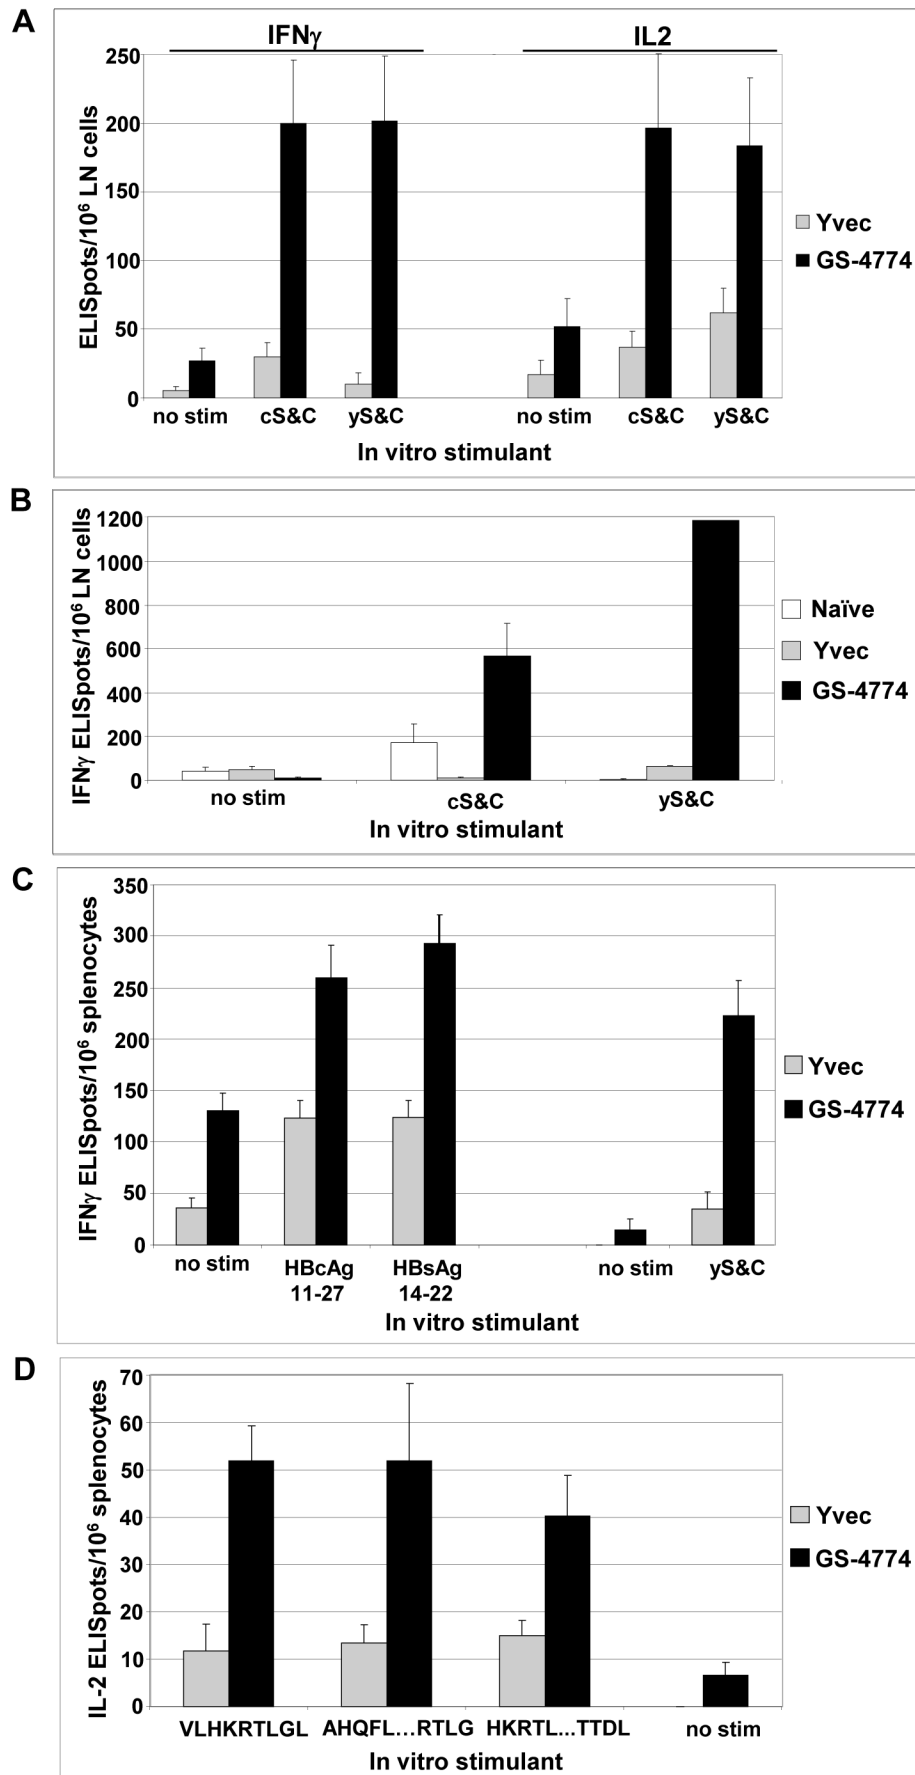 A
IFNγ
IL2
ELISpots/10⁶ LN cells
250
200
150
100
50
0
no stim
cS&C
yS&C
no stim
cS&C
yS&C
In vitro stimulant
Yvec
GS-4774
B
IFNγ ELISpots/10⁶ LN cells
1200
1000
800
600
400
200
0
no stim
cS&C
yS&C
In vitro stimulant
Naïve
Yvec
GS-4774
C
IFNγ ELISpots/10⁶ splenocytes
350
300
250
200
150
100
50
0
no stim
HBcAg
11-27
HBsAg
14-22
no stim
yS&C
In vitro stimulant
Yvec
GS-4774
D
IL-2 ELISpots/10⁶ splenocytes
70
60
50
40
30
20
10
0
VLHKRTLGL
AHQFL...RTLG
HKRTL...TTDL
no stim
In vitro stimulant
Yvec
GS-4774